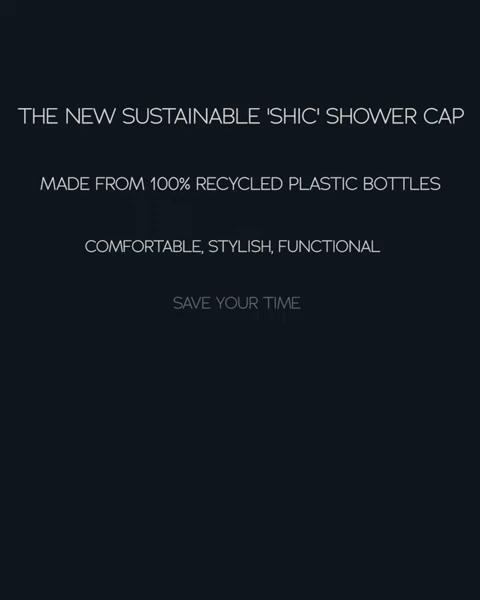 THE NEW SUSTAINABLE 'SHIC' SHOWER CAP
MADE FROM 100% RECYCLED PLASTIC BOTTLES
COMFORTABLE, STYLISH, FUNCTIONAL
SAVE YOUR TIME